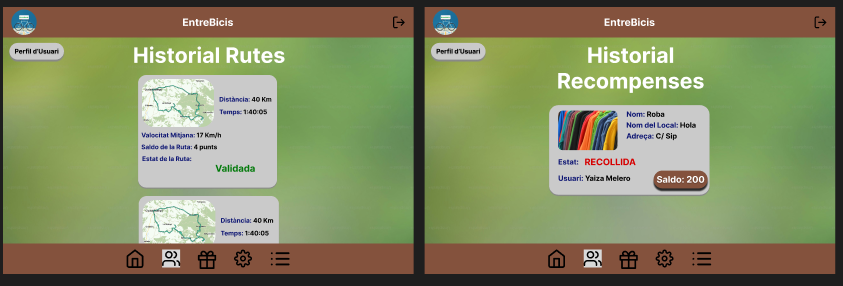 EntreBicis
Perfil d'Usuari
Historial Rutes
Distància: 40 Km
Temps: 1:40:05
Valocitat Mitjana: 17 Km/h
Saldo de la Ruta: 4 punts
Estat de la Ruta:
Validada
Distància: 40 Km
Temps: 1:40:05
EntreBicis
Perfil d'Usuari
Historial
Recompenses
Nom: Roba
Nom del Local: Hola
Adreça: C/ Sip
Estat: RECOLLIDA
Usuari: Yaiza Melero
Saldo: 200